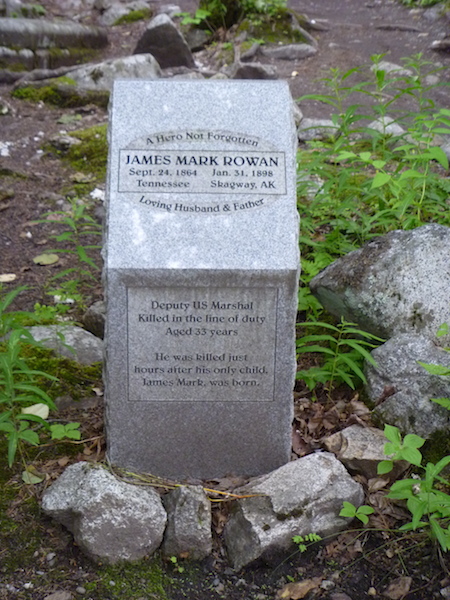 A Hero Not Forgotten
JAMES MARK ROWAN
Sept. 24, 1864 Jan. 31, 1898
Tennessee Skagway, AK
Loving Husband & Father
Deputy US Marshal
Killed in the line of duty
Aged 33 years
He was killed just
hours after his only child,
James Mark, was born.